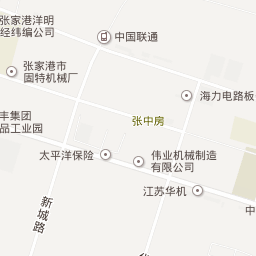 张家港洋明
经纬编公司
中国联通
张家港市
固特机械厂
海力电路板
丰集团
品工业园
张中房
太平洋保险
伟业机械制造
有限公司
江苏华机
新城路
中